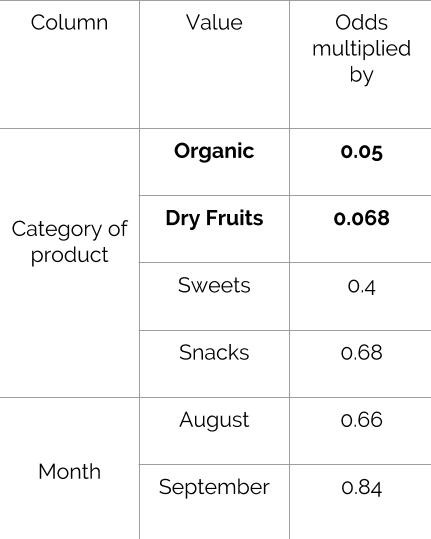 Column
Value
Odds
multiplied
by
Category of
product
Organic
0.05
Dry Fruits
0.068
Sweets
0.4
Snacks
0.68
Month
August
0.66
September
0.84